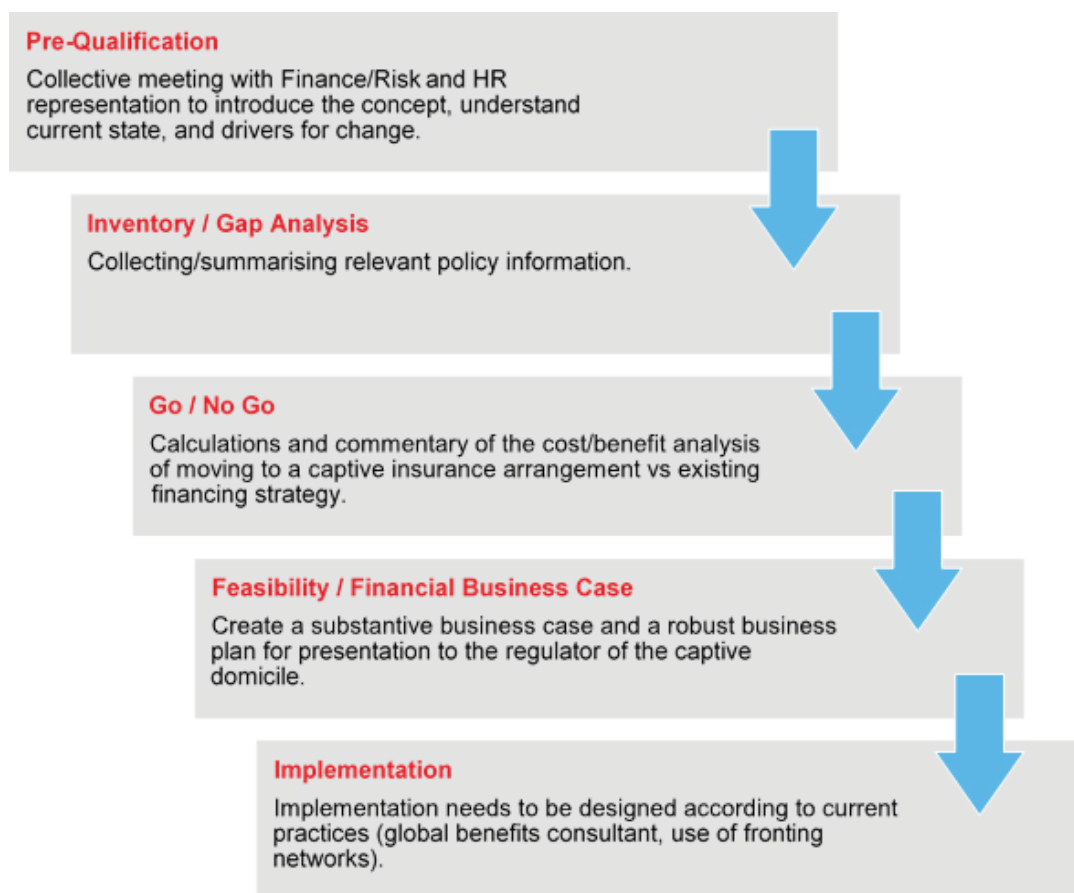 Pre-Qualification
Collective meeting with Finance/Risk and HR
representation to introduce the concept, understand
current state, and drivers for change.
Inventory / Gap Analysis
Collecting/summarising relevant policy information.
Go / No Go
Calculations and commentary of the cost/benefit analysis
of moving to a captive insurance arrangement vs existing
financing strategy.
Feasibility / Financial Business Case
Create a substantive business case and a robust business
plan for presentation to the regulator of the captive
domicile.
Implementation
Implementation needs to be designed according to current
practices (global benefits consultant, use of fronting
networks).